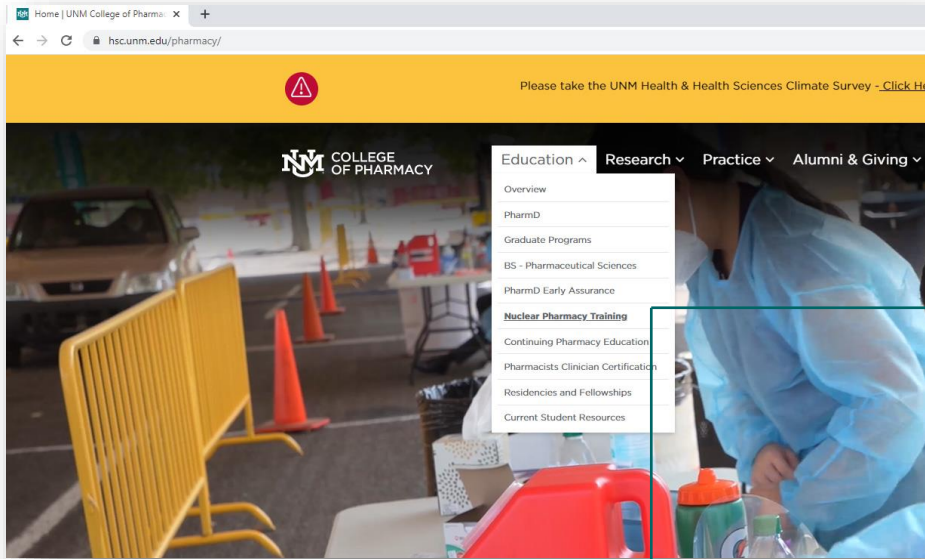 Home | UNM College of Pharmac
hsc.unm.edu/pharmacy/
Please take the UNM Health & Health Sciences Climate Survey - Click He
UNM COLLEGE
OF PHARMACY
Education Research Practice Alumni & Giving
Overview
PharmD
Graduate Programs
BS - Pharmaceutical Sciences
PharmD Early Assurance
Nuclear Pharmacy Training
Continuing Pharmacy Education
Pharmacists Clinician Certification
Residencies and Fellowships
Current Student Resources